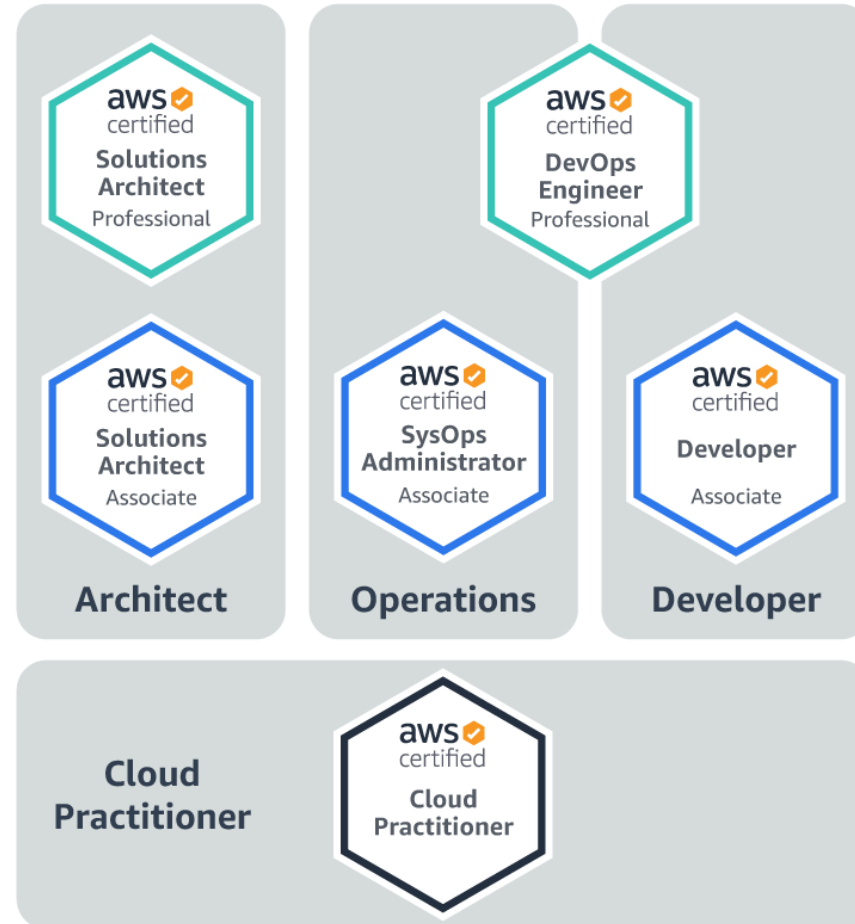 aws
certified
Solutions
Architect
Professional
aws
certified
DevOps
Engineer
Professional
aws
certified
Solutions
Architect
Associate
aws
certified
SysOps
Administrator
Associate
aws
certified
Developer
Associate
Architect
Operations
Developer
Cloud
Practitioner
aws
certified
Cloud
Practitioner